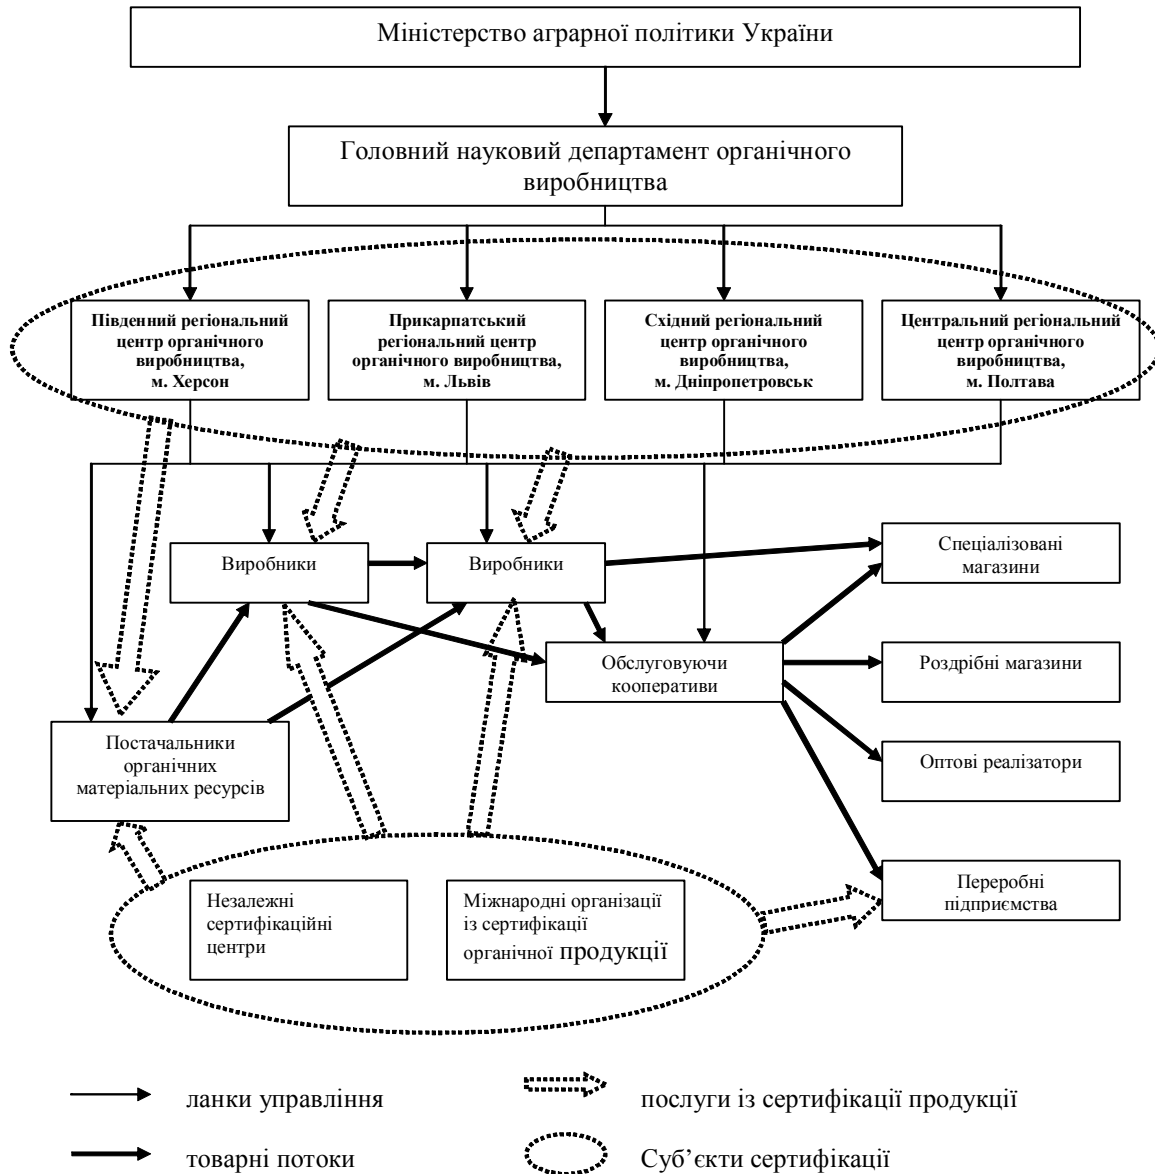 Міністерство аграрної політики України
Головний науковий департамент органічного
виробництва
Південний регіональний
центр органічного
виробництва,
м. Херсон
Прикарпатський
регіональний центр
органічного виробництва,
м. Львів
Східний регіональний
центр органічного
виробництва,
м. Дніпропетровськ
Центральний регіональний
центр органічного
виробництва,
м. Полтава
Виробники
Виробники
Спеціалізовані
магазини
Обслуговуючи
кооперативи
Роздрібні магазини
Постачальники
органічних
матеріальних ресурсів
Оптові реалізатори
Незалежні
сертифікаційні
центри
Міжнародні організації
із сертифікації
органічної продукції
Переробні
підприємства
ланки управління
послуги із сертифікації продукції
товарні потоки
Суб’єкти сертифікації